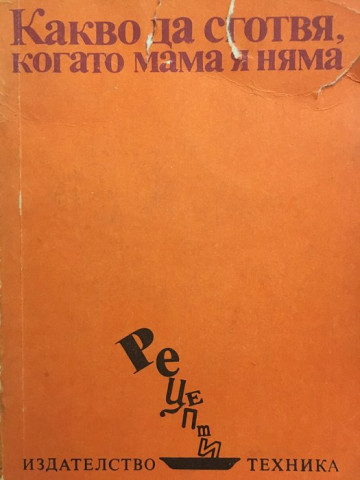 Какво да сготвя,
когато мама я няма
Рецепти
ИЗДАТЕЛСТВО ТЕХНИКА